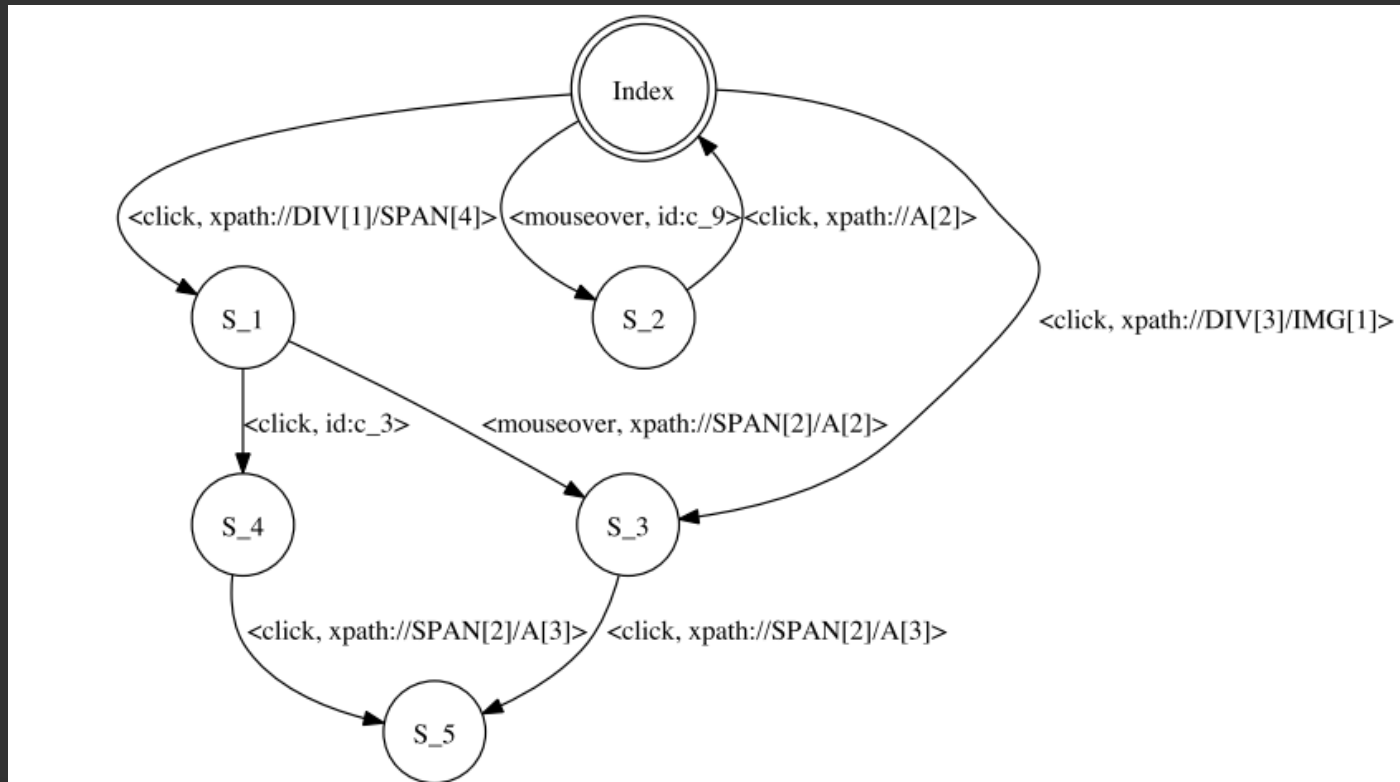 Index
<click, xpath://DIV[1]/SPAN[4]>
<mouseover, id:c_9>
<click, xpath://A[2]>
S_1
S_2
<click, xpath://DIV[3]/IMG[1]>
<click, id:c_3>
<mouseover, xpath://SPAN[2]/A[2]>
S_4
S_3
<click, xpath://SPAN[2]/A[3]>
<click, xpath://SPAN[2]/A[3]>
S_5